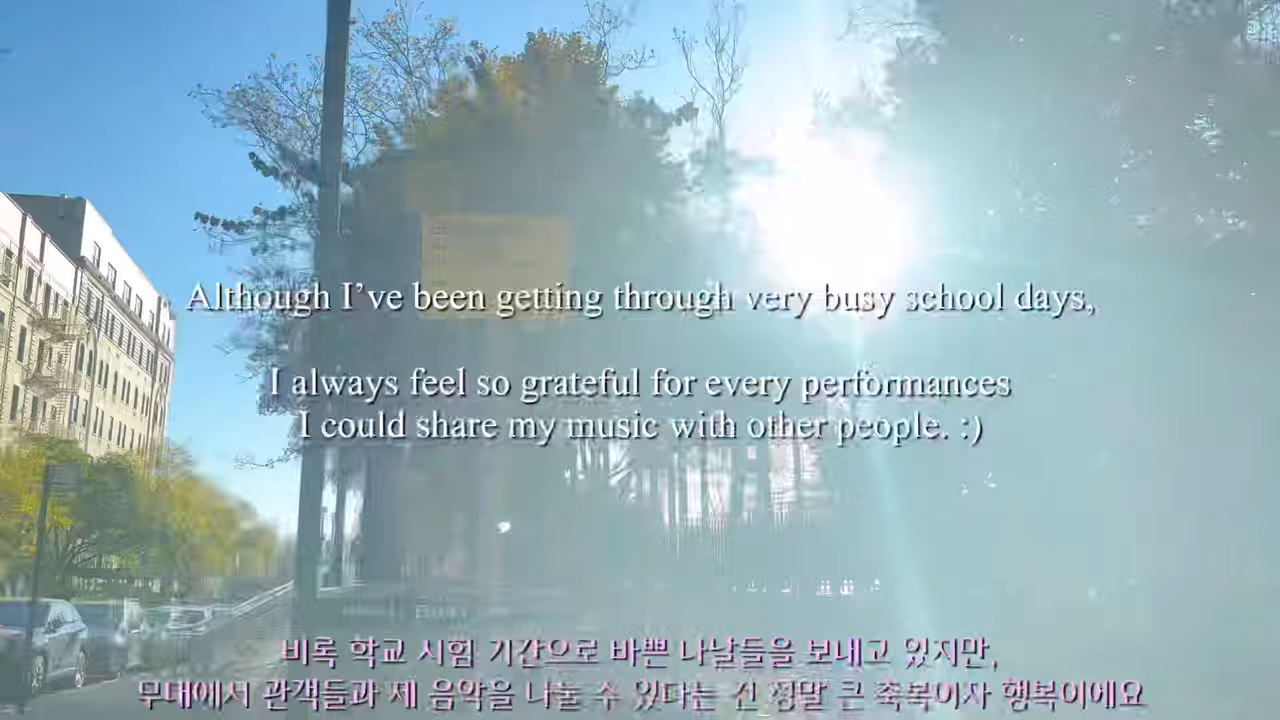 Although I've been getting through very busy school days,
I always feel so grateful for every performances
I could share my music with other people. :)
비록 학교 시험 기간으로 바쁜 나날들을 보내고 있지만,
무대에서 관객들과 제 음악을 나눌 수 있다는 건 정말 큰 축복이자 행복이에요